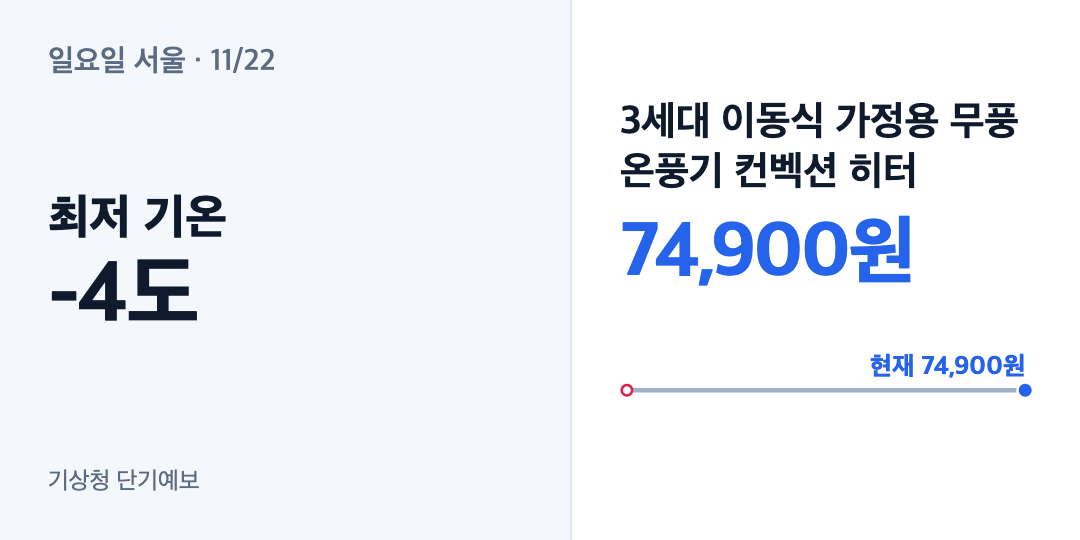 일요일 서울 · 11/22
최저 기온
-4도
기상청 단기예보
3세대 이동식 가정용 무풍
온풍기 컨벡션 히터
74,900원
현재 74,900원